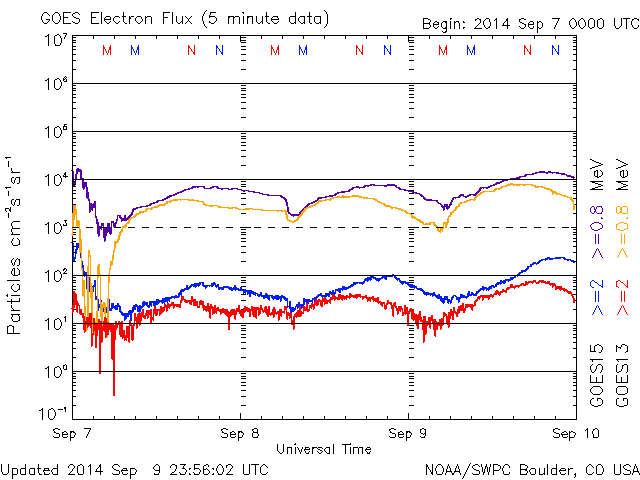 GOES Electron Flux (5 minute data)
Begin: 2014 Sep 7 0000 UTC
M M N N M M N N M M N N
10⁷
10⁶
10⁵
10⁴
10³
10²
10¹
10⁰
10⁻¹
Particles cm⁻²s⁻¹sr⁻¹
GOES15 >=2 >=0.8 MeV
GOES13 >=2 >=0.8 MeV
Sep 7 Sep 8 Sep 9 Sep 10
Universal Time
Updated 2014 Sep 9 23:56:02 UTC
NOAA/SWPC Boulder, CO USA